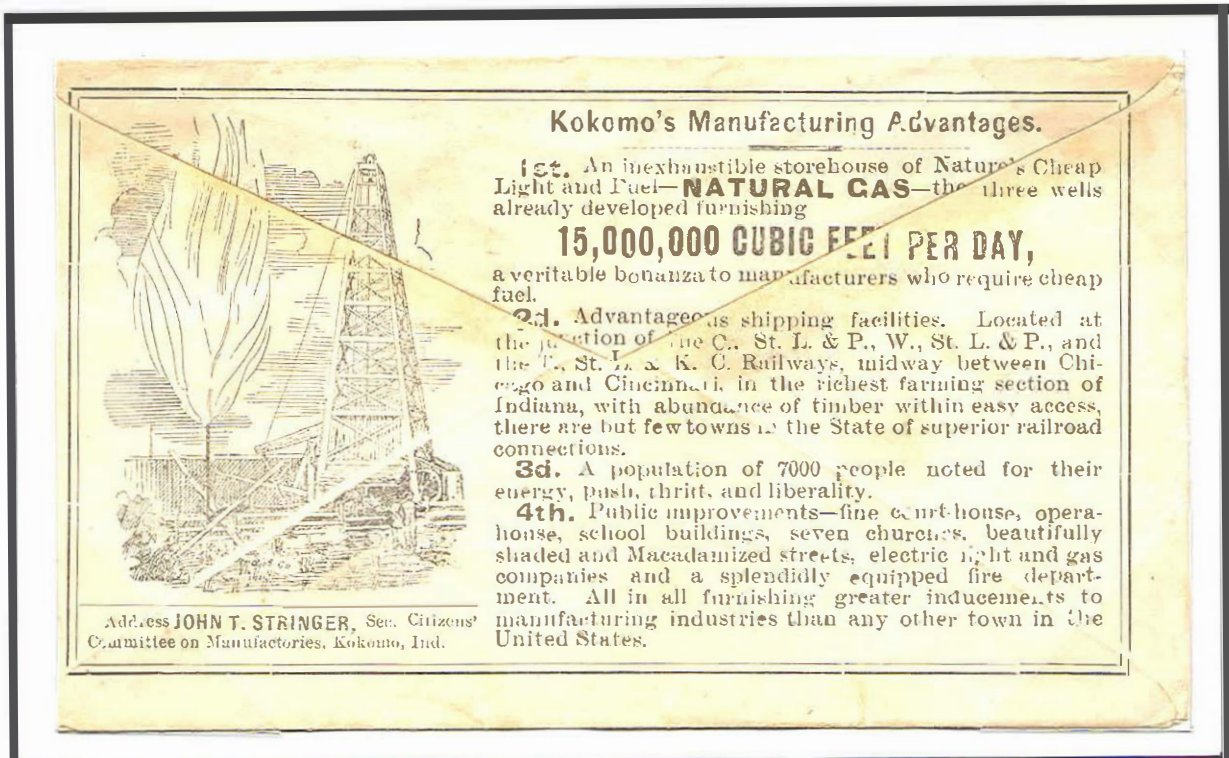 Kokomo's Manufacturing Advantages.
1st. An inexhaustible storehouse of Nature's Cheap
Light and Fuel—NATURAL GAS—the three wells
already developed furnishing
15,000,000 CUBIC FEET PER DAY,
a veritable bonanza to manufacturers who require cheap
fuel.
2d. Advantageous shipping facilities. Located at
the junction of the C., St. L. & P., W., St. L. & P., and
the St. L. & K. C. Railways, midway between Chi-
cago and Cincinnati, in the richest farming section of
Indiana, with abundance of timber within easy access,
there are but few towns in the State of superior railroad
connections.
3d. A population of 7000 people noted for their
energy, push, thrift, and liberality.
4th. Public improvements—fine court-house, opera-
house, school buildings, seven churches, beautifully
shaded and Macadamized streets, electric light and gas
companies and a splendidly equipped fire depart-
ment. All in all furnishing greater inducements to
manufacturing industries than any other town in the
United States.
Address JOHN T. STRINGER, Sec. Citizens'
Committee on Manufactories, Kokomo, Ind.